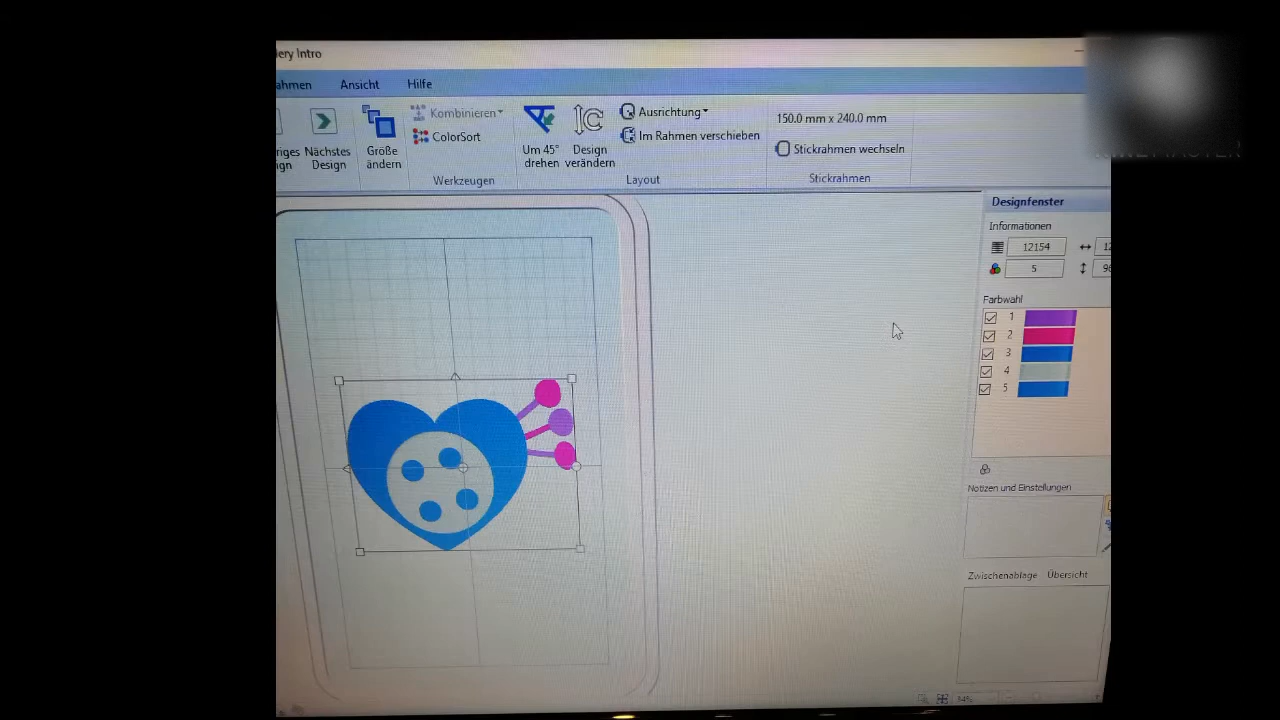 ery Intro
ahmen Ansicht Hilfe
Kombinieren
ColorSort
riges
ign
Nächstes
Design
Größe
ändern
Um 45°
drehen
Design
verändern
Ausrichtung
Im Rahmen verschieben
150.0 mm x 240.0 mm
Stickrahmen wechseln
Werkzeugen
Layout
Stickrahmen
Designfenster
Informationen
12154
12
5
96
Farbwahl
1
2
3
4
5
Notizen und Einstellungen
Zwischenablage Übersicht